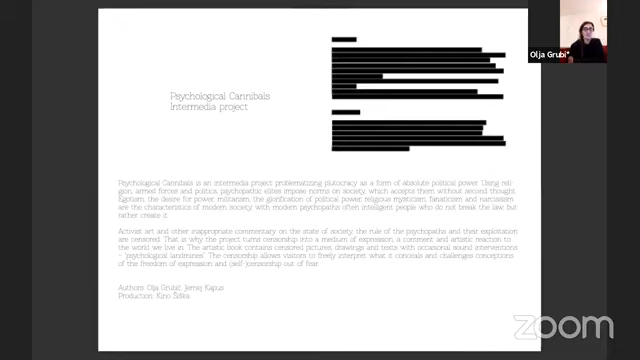 Psychological Cannibals
Intermedia project
Psychological Cannibals is an intermedia project problematizing plutocracy as a form of absolute political power. Using reli-
gion, armed forces and politics, psychopathic elites impose norms on society, which accepts them without second thought.
Egotism, the desire for power, militarism, the glorification of political power, religious mysticism, fanaticism and narcissism
are the characteristics of modern society, with modern psychopaths often intelligent people who do not break the law, but
rather create it.
Activist art and other inappropriate commentary on the state of society, the rule of the psychopaths and their exploitation
are censored. That is why the project turns censorship into a medium of expression, a comment and artistic reaction to
the world we live in. The artistic book contains censored pictures, drawings and texts with occasional sound interventions
– "psychological landmines". The censorship allows visitors to freely interpret what it conceals and challenges conceptions
of the freedom of expression and (self-)censorship out of fear.
Authors: Olja Grubić, Jernej Kapus
Production: Kino Šiška
Olja Grubi*
zoom